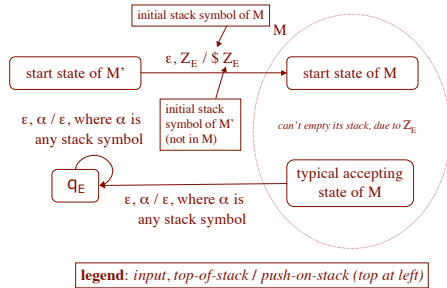 initial stack symbol of M
M
ε, Z_E / $ Z_E
start state of M'
start state of M
initial stack
symbol of M'
(not in M)
ε, α / ε, where α is
any stack symbol
can't empty its stack, due to Z_E
q_E
typical accepting
state of M
ε, α / ε, where α is
any stack symbol
legend: input, top-of-stack / push-on-stack (top at left)